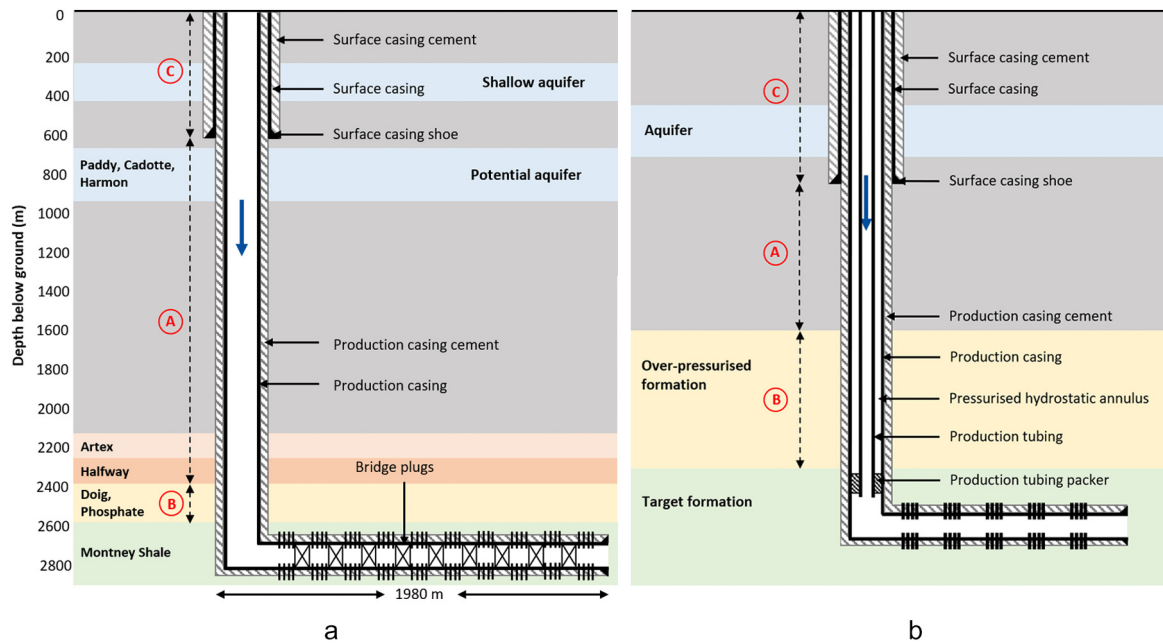 0
200
400
600
800
1000
1200
1400
1600
1800
2000
2200
2400
2600
2800
Depth below ground (m)
C
A
B
Surface casing cement
Shallow aquifer
Surface casing
Surface casing shoe
Paddy, Cadotte,
Harmon
Potential aquifer
Production casing cement
Production casing
Artex
Halfway
Bridge plugs
Doig,
Phosphate
Montney Shale
1980 m
a
C
A
B
Surface casing cement
Surface casing
Aquifer
Surface casing shoe
Production casing cement
Over-pressurised
formation
Production casing
Pressurised hydrostatic annulus
Production tubing
Production tubing packer
Target formation
b